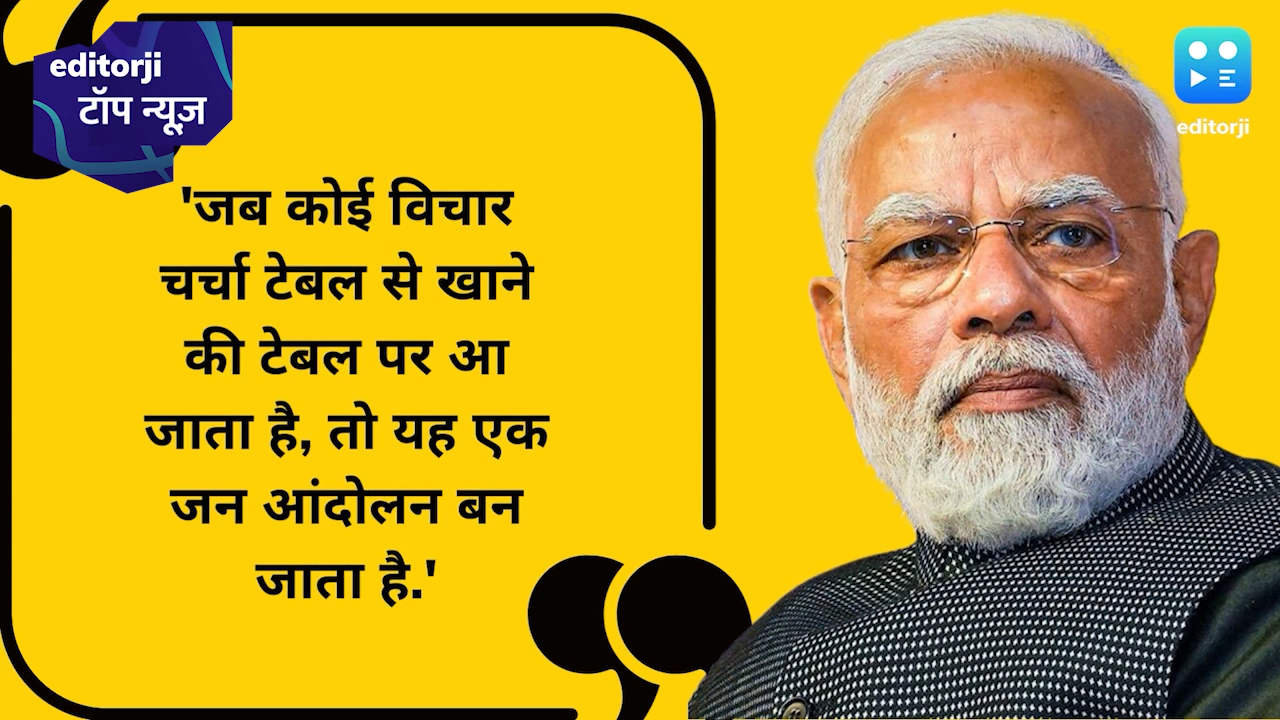 editorji
टॉप न्यूज़
editorji
'जब कोई विचार
चर्चा टेबल से खाने
की टेबल पर आ
जाता है, तो यह एक
जन आंदोलन बन
जाता है.'